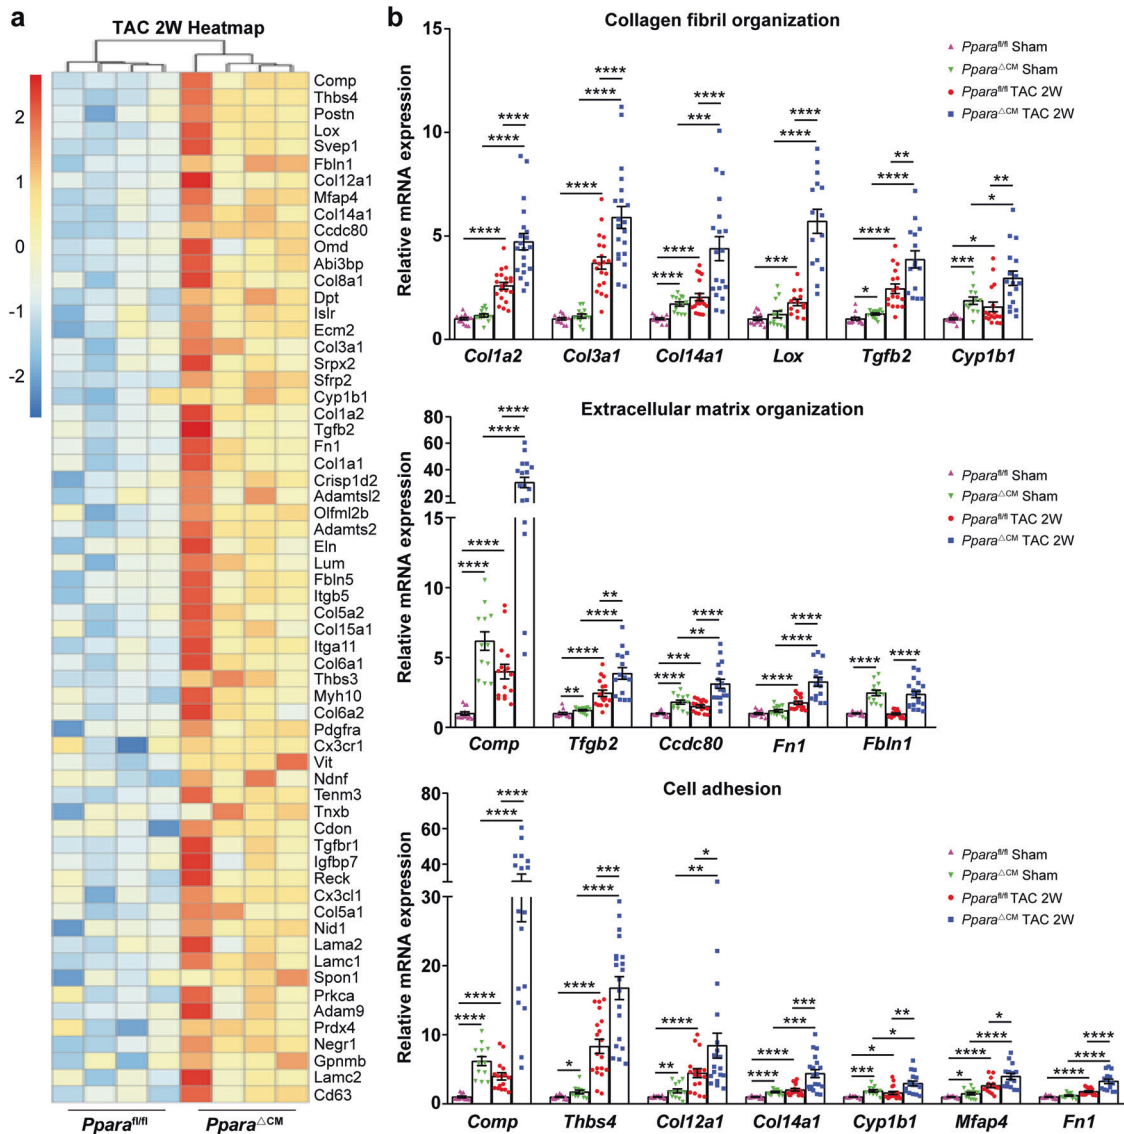 a
TAC 2W Heatmap
2
1
0
-1
-2
Comp
Thbs4
Postn
Lox
Svep1
Fbln1
Col12a1
Mfap4
Col14a1
Ccdc80
Omd
Abi3bp
Col8a1
Dpt
Islr
Ecm2
Col3a1
Srpx2
Sfrp2
Cyp1b1
Col1a2
Tgfb2
Fn1
Col1a1
Crisp1d2
Adamtsl2
Olfml2b
Adamts2
Eln
Lum
Fbln5
Itgb5
Col5a2
Col15a1
Itga11
Col6a1
Thbs3
Myh10
Col6a2
Pdgfra
Cx3cr1
Vit
Ndnf
Tenm3
Tnxb
Cdon
Tgfbr1
Igfbp7
Reck
Cx3cl1
Col5a1
Nid1
Lama2
Lamc1
Spon1
Prkca
Adam9
Prdx4
Negr1
Gpnmb
Lamc2
Cd63
Ppara fl/fl Ppara △CM
b
Collagen fibril organization
Relative mRNA expression
15
10
5
0
**** **** **** **** **** **** **** *** **** **** **** **** *** ** **** **** * ** * * ***
Col1a2 Col3a1 Col14a1 Lox Tgfb2 Cyp1b1
Ppara fl/fl Sham
Ppara △CM Sham
Ppara fl/fl TAC 2W
Ppara △CM TAC 2W
Extracellular matrix organization
Relative mRNA expression
80
60
40
20
15
10
5
0
**** **** **** **** ** **** **** ** **** ** *** **** **** **** **** **** ****
Comp Tfgb2 Ccdc80 Fn1 Fbln1
Ppara fl/fl Sham
Ppara △CM Sham
Ppara fl/fl TAC 2W
Ppara △CM TAC 2W
Cell adhesion
Relative mRNA expression
80
60
40
30
20
10
0
**** **** **** **** *** **** **** * * ** **** ** *** *** **** **** ** * * *** * **** **** * **** **** ****
Comp Thbs4 Col12a1 Col14a1 Cyp1b1 Mfap4 Fn1
Ppara fl/fl Sham
Ppara △CM Sham
Ppara fl/fl TAC 2W
Ppara △CM TAC 2W